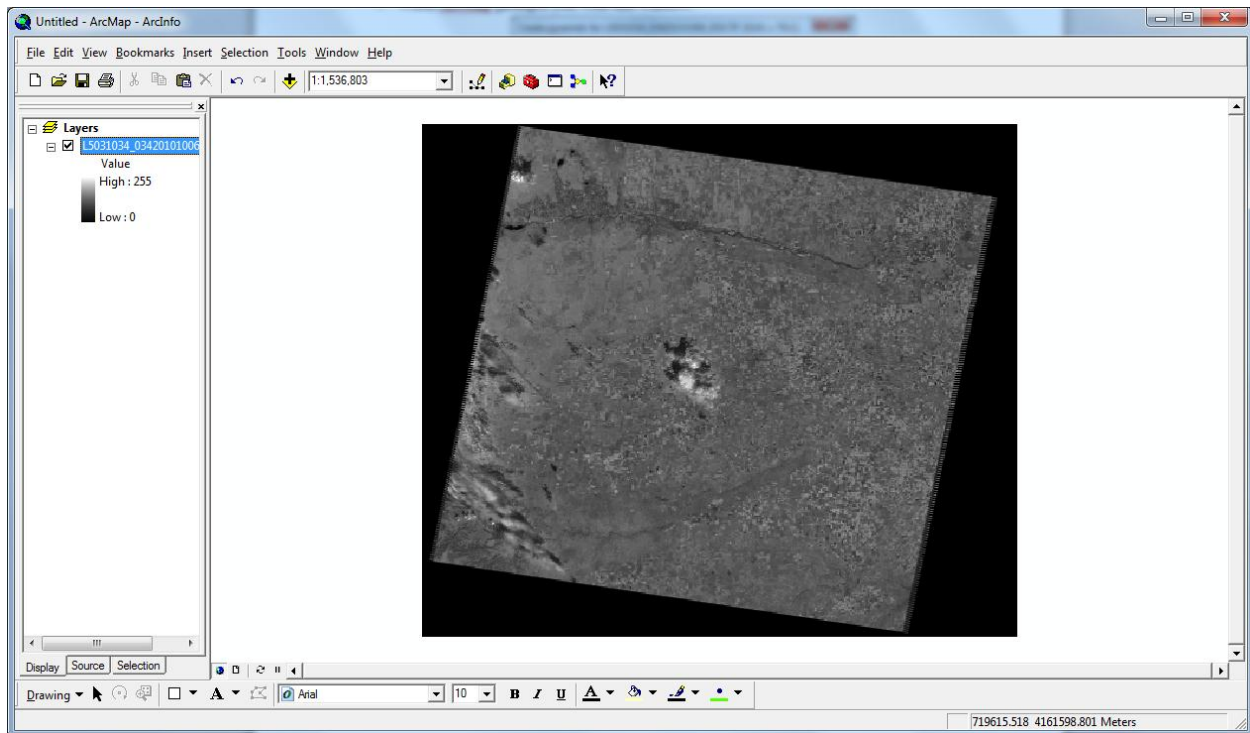 Untitled - ArcMap - ArcInfo
File Edit View Bookmarks Insert Selection Tools Window Help
1:1,536,803
Layers
L5031034_03420101006
Value
High : 255
Low : 0
Display Source Selection
Drawing A Arial 10 B I U A
719615.518 4161598.801 Meters